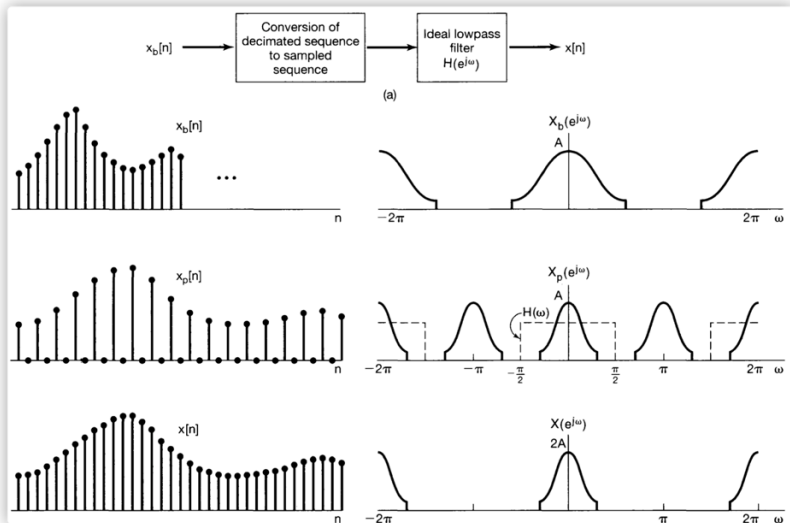 x_b[n]
Conversion of
decimated sequence
to sampled
sequence
Ideal lowpass
filter
H(e^{jω})
x[n]
(a)
x_b[n]
...
n
X_b(e^{jω})
A
−2π
2π
ω
x_p[n]
n
X_p(e^{jω})
A
H(ω)
−2π
−π
−π/2
π/2
π
2π
ω
x[n]
n
X(e^{jω})
2A
−2π
π
2π
ω